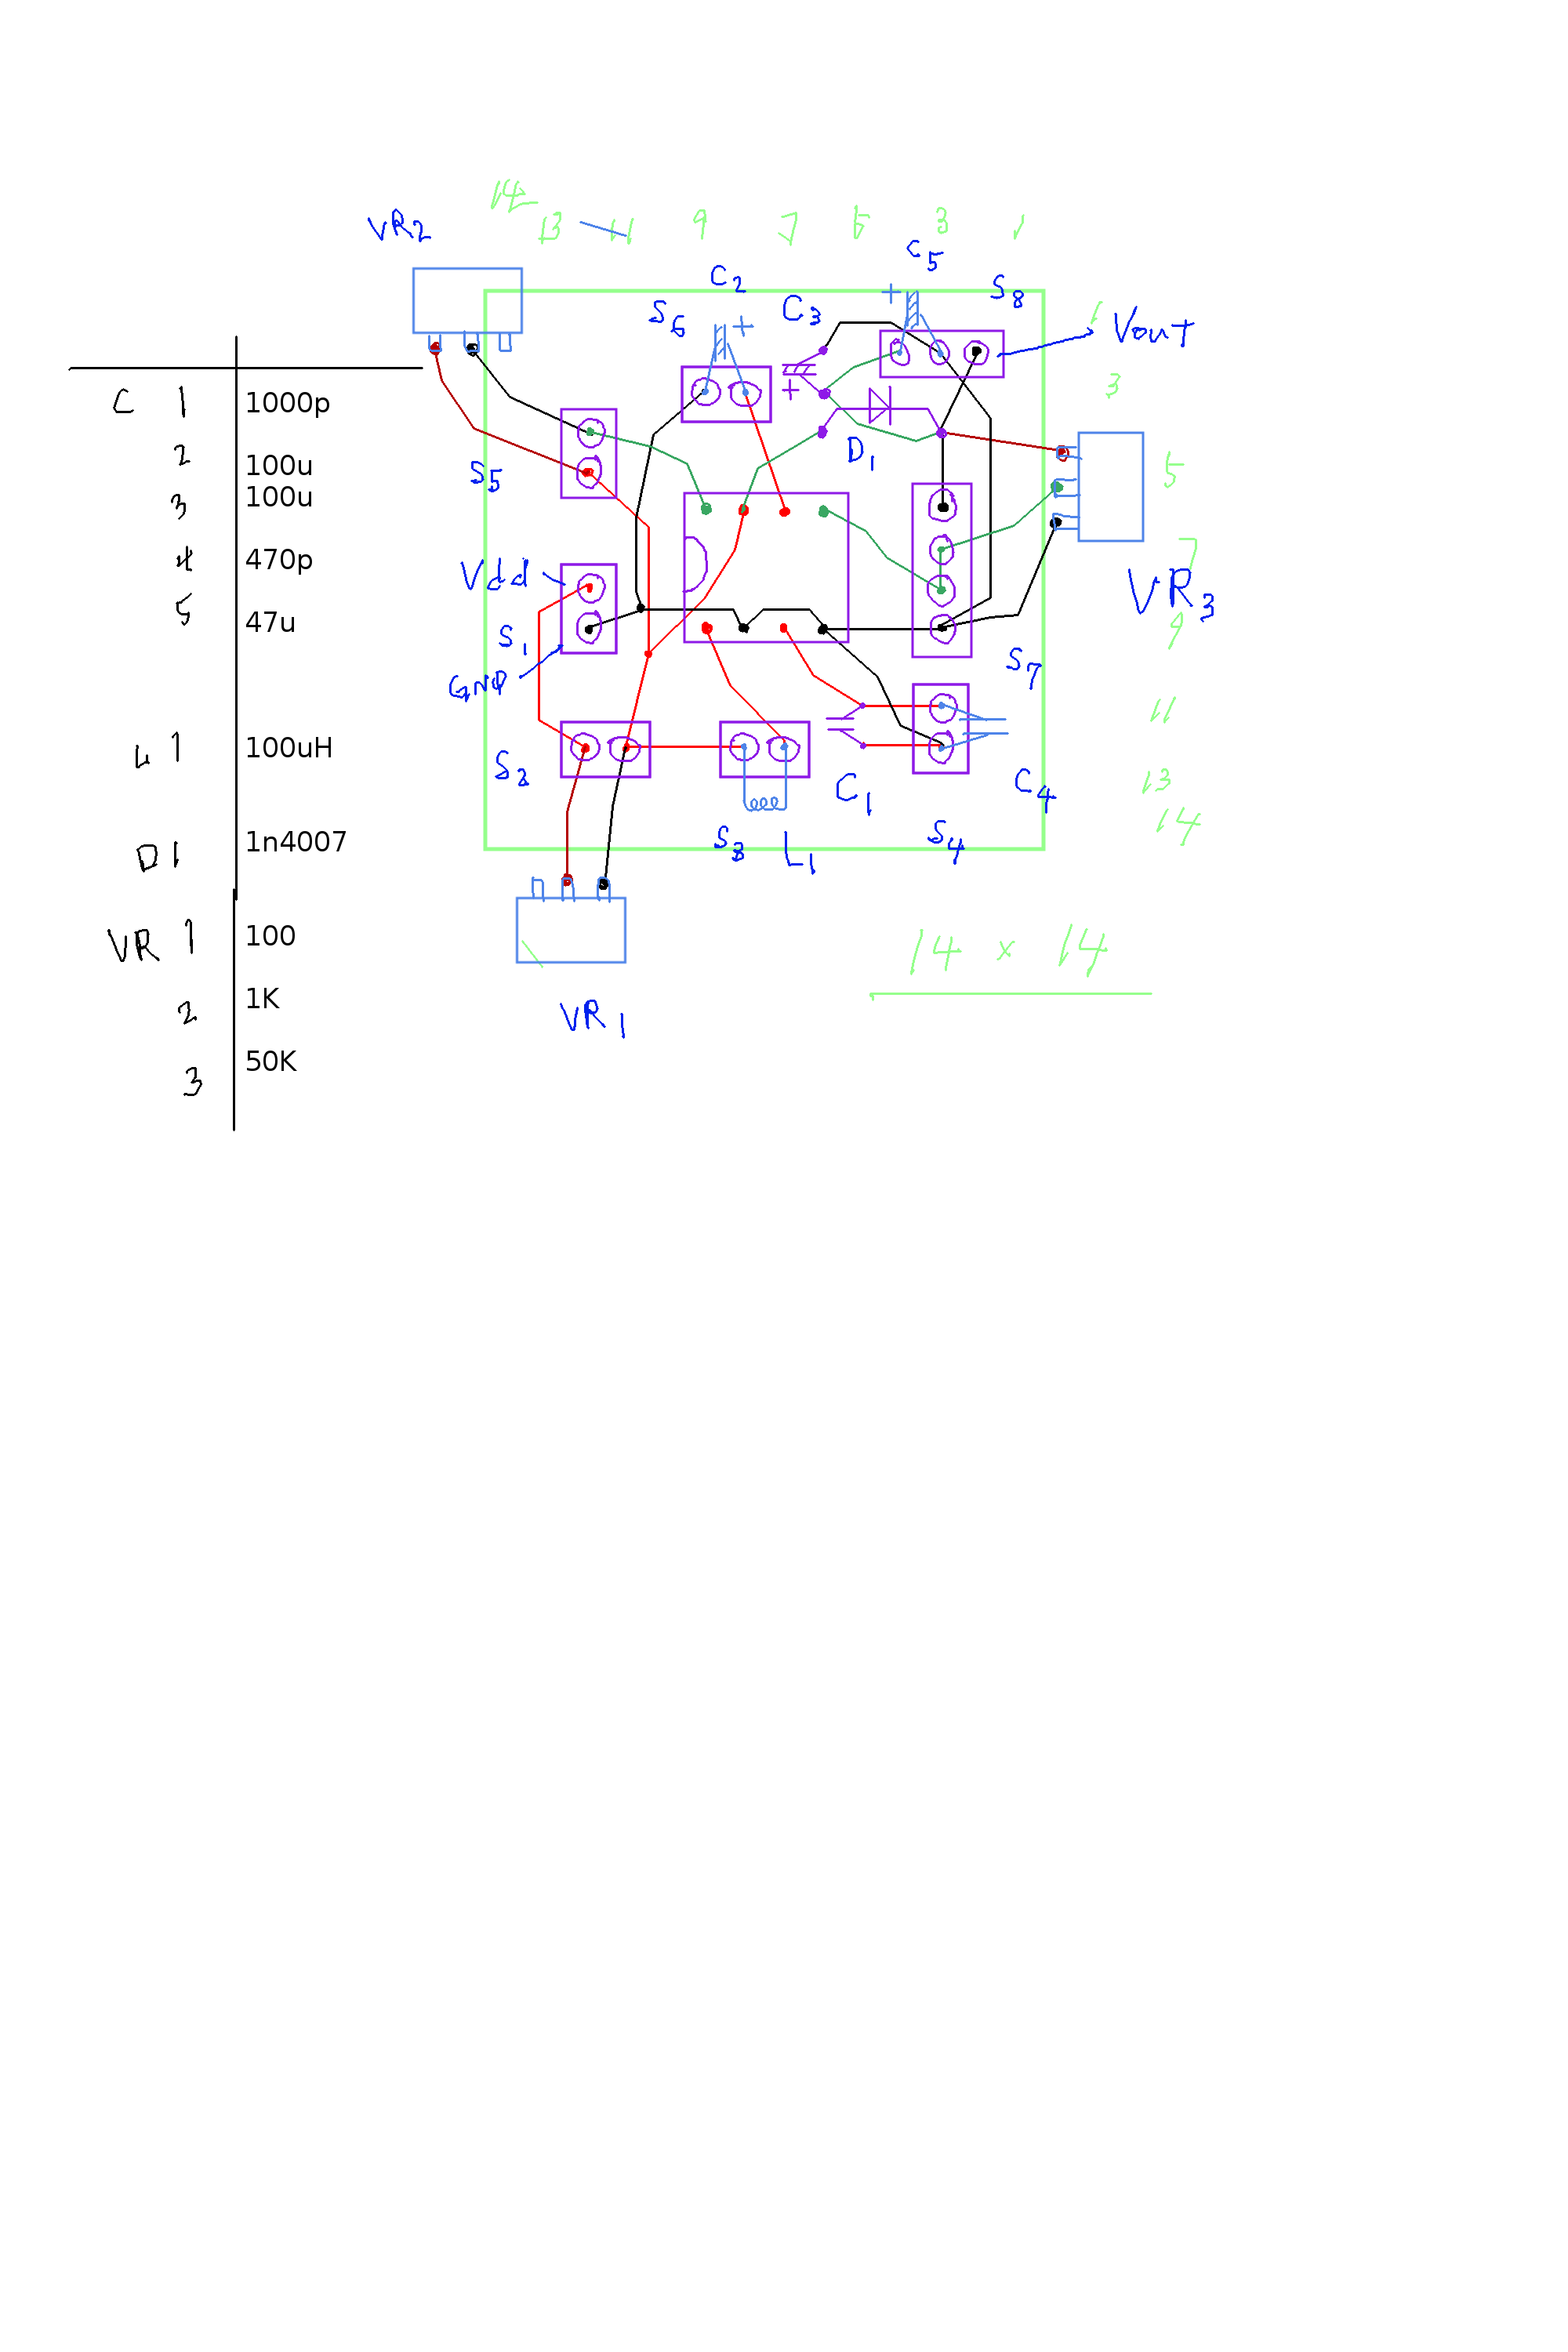 14
13 11 9 7 5 3 1
VR2
C5
C2
S8
S6
C3
+
+
1
Vout
+
3
C 1 1000p
2 100u
3 100u
4 470p
5 47u
L 1 100uH
D 1 1n4007
VR 1 100
2 1K
3 50K
S5
D1
5
7
Vdd
VR3
S1
9
GND
S7
11
S2
C1
C4
13
14
S3
L1
S4
14 x 14
VR1